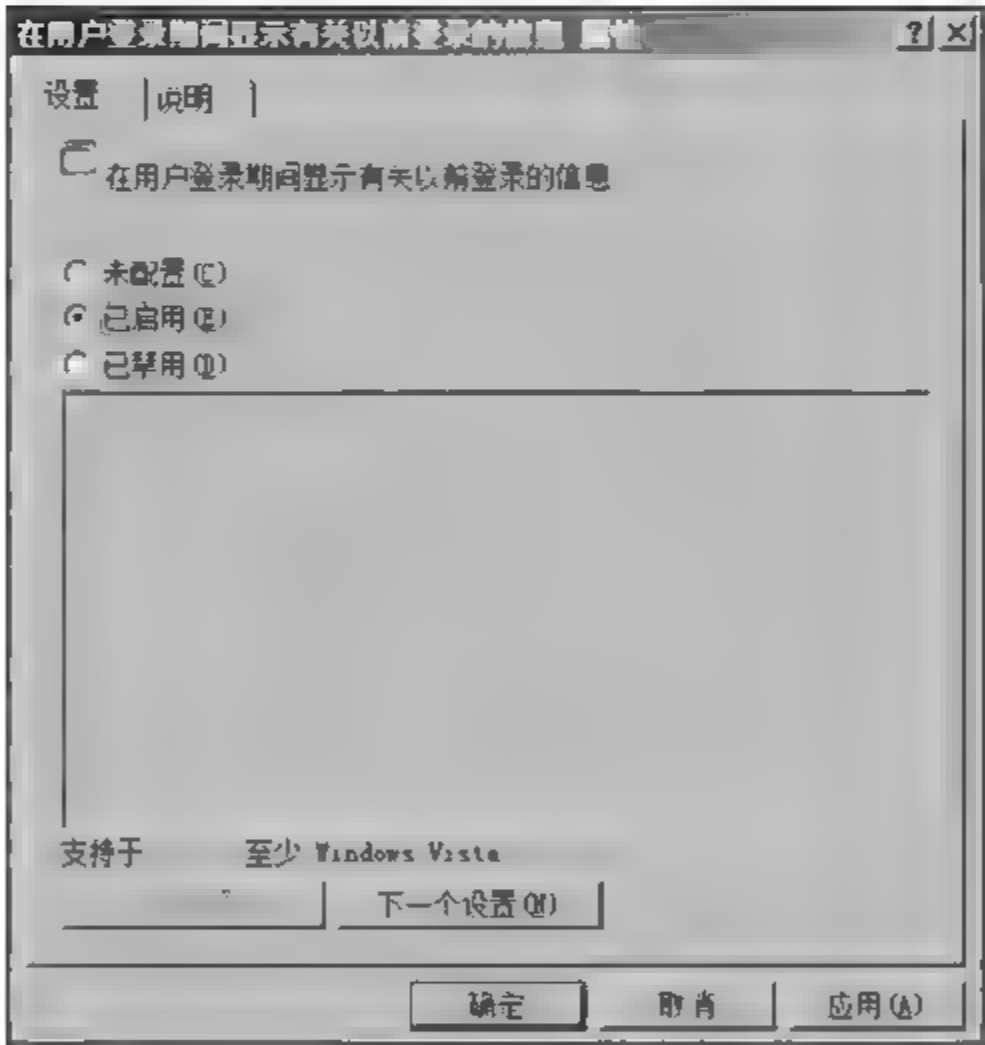 在用户登录期间显示有关以前登录的信息 属性
设置 说明
在用户登录期间显示有关以前登录的信息
未配置(C)
已启用(E)
已禁用(D)
支持于 至少 Windows Vista
下一个设置(N)
确定 取消 应用(A)